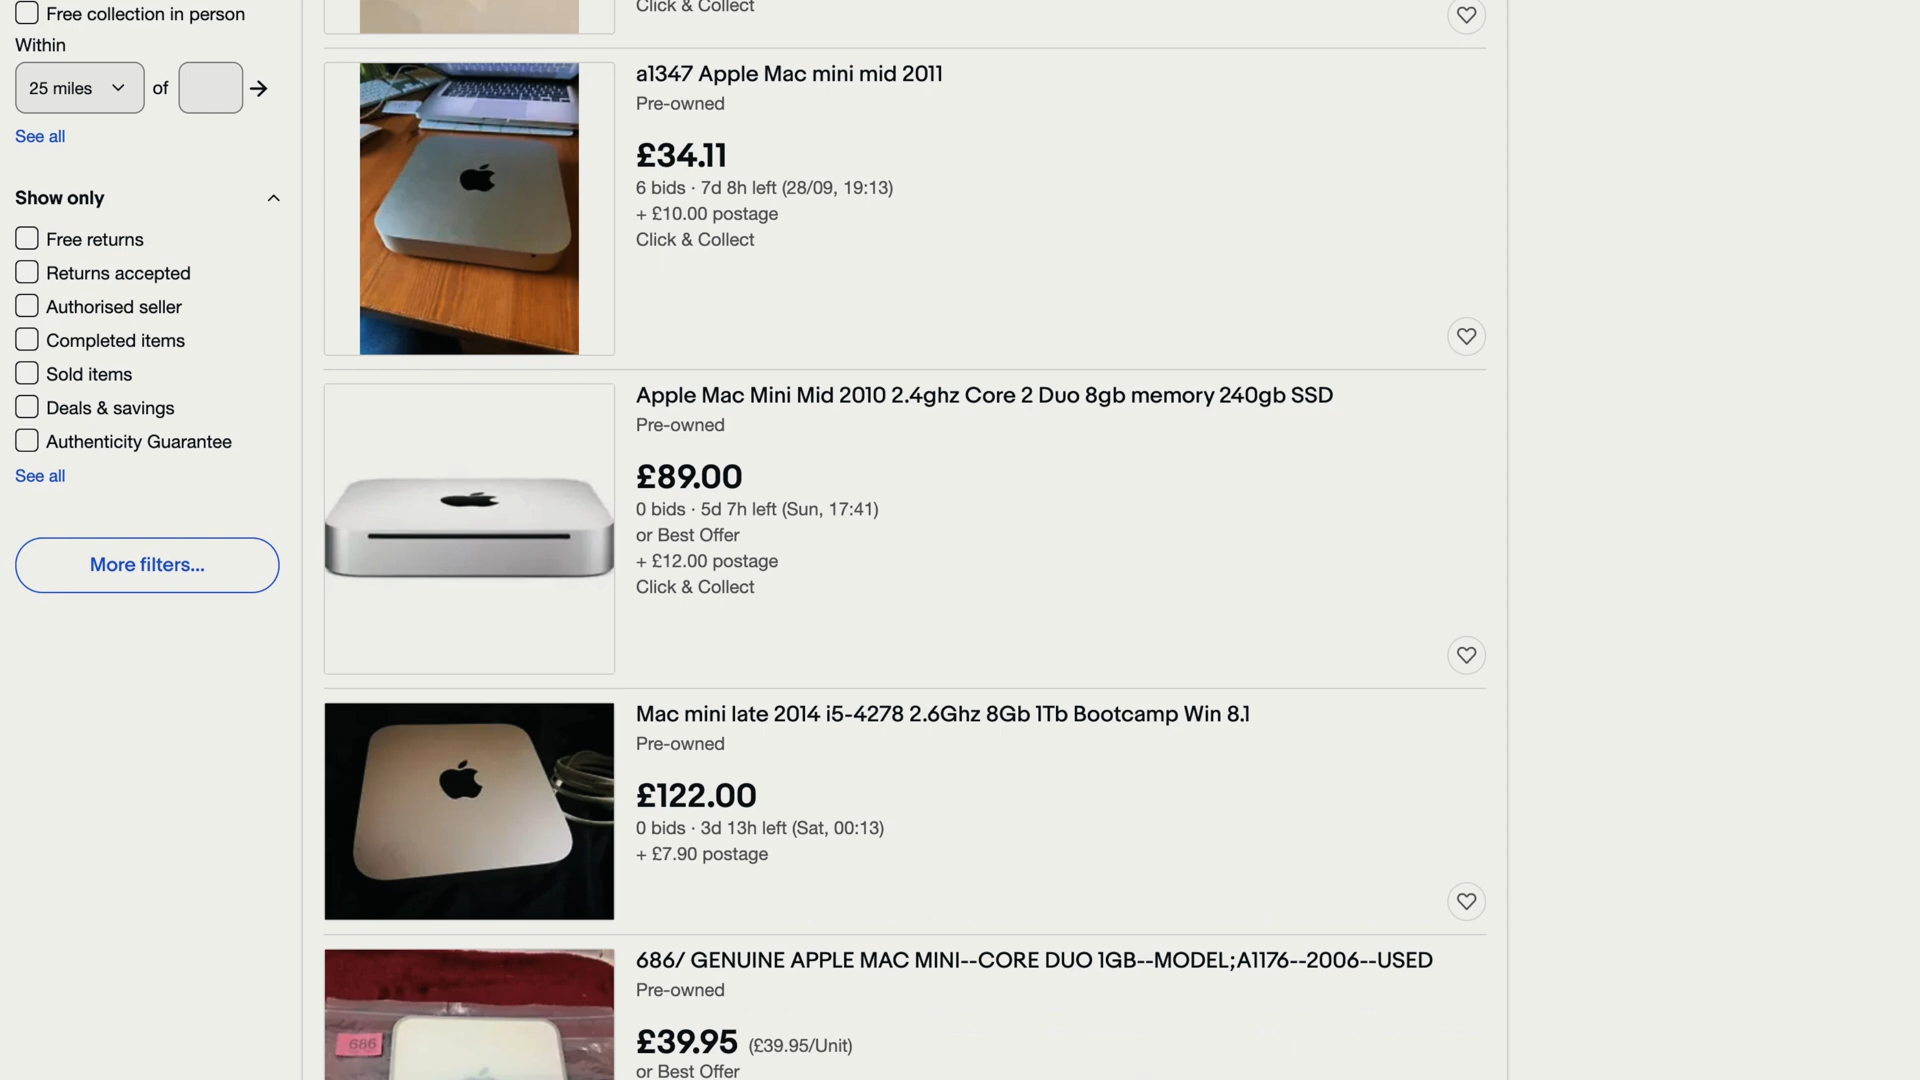 Free collection in person
Within
25 miles of
See all
Show only
Free returns
Returns accepted
Authorised seller
Completed items
Sold items
Deals & savings
Authenticity Guarantee
See all
More filters...
Click & Collect
a1347 Apple Mac mini mid 2011
Pre-owned
£34.11
6 bids · 7d 8h left (28/09, 19:13)
+ £10.00 postage
Click & Collect
Apple Mac Mini Mid 2010 2.4ghz Core 2 Duo 8gb memory 240gb SSD
Pre-owned
£89.00
0 bids · 5d 7h left (Sun, 17:41)
or Best Offer
+ £12.00 postage
Click & Collect
Mac mini late 2014 i5-4278 2.6Ghz 8Gb 1Tb Bootcamp Win 8.1
Pre-owned
£122.00
0 bids · 3d 13h left (Sat, 00:13)
+ £7.90 postage
686/ GENUINE APPLE MAC MINI--CORE DUO 1GB--MODEL;A1176--2006--USED
Pre-owned
£39.95 (£39.95/Unit)
or Best Offer
686